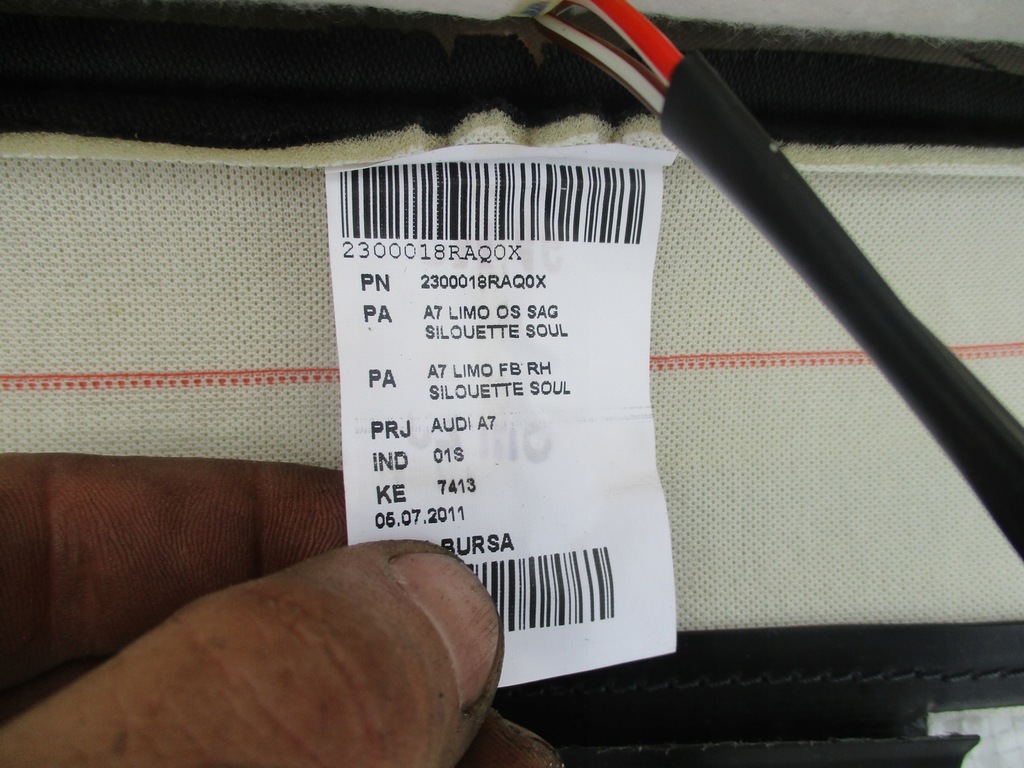 2300018RAQ0X
PN 2300018RAQ0X
PA A7 LIMO OS SAG
SILOUETTE SOUL
PA A7 LIMO FB RH
SILOUETTE SOUL
PRJ AUDI A7
IND 01S
KE 7413
05.07.2011
BURSA